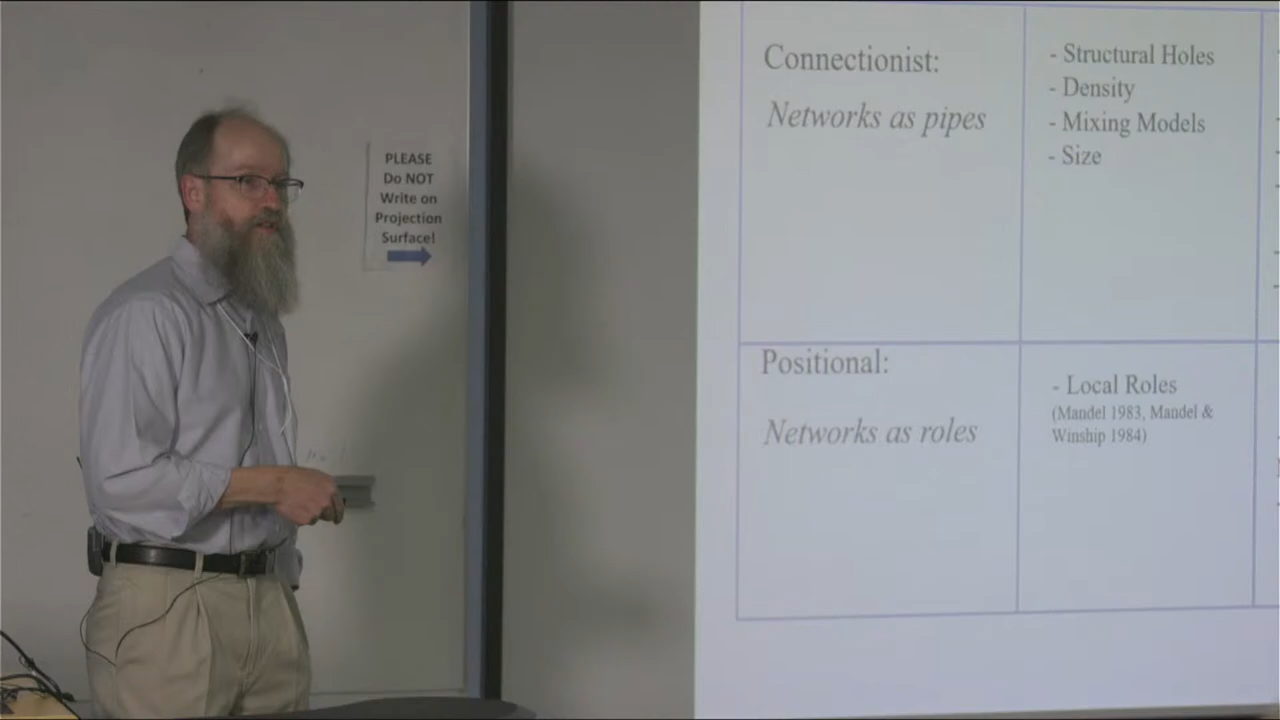 PLEASE
Do NOT
Write on
Projection
Surface!
Connectionist:
Networks as pipes
- Structural Holes
- Density
- Mixing Models
- Size
Positional:
Networks as roles
- Local Roles
(Mandel 1983, Mandel &
Winship 1984)